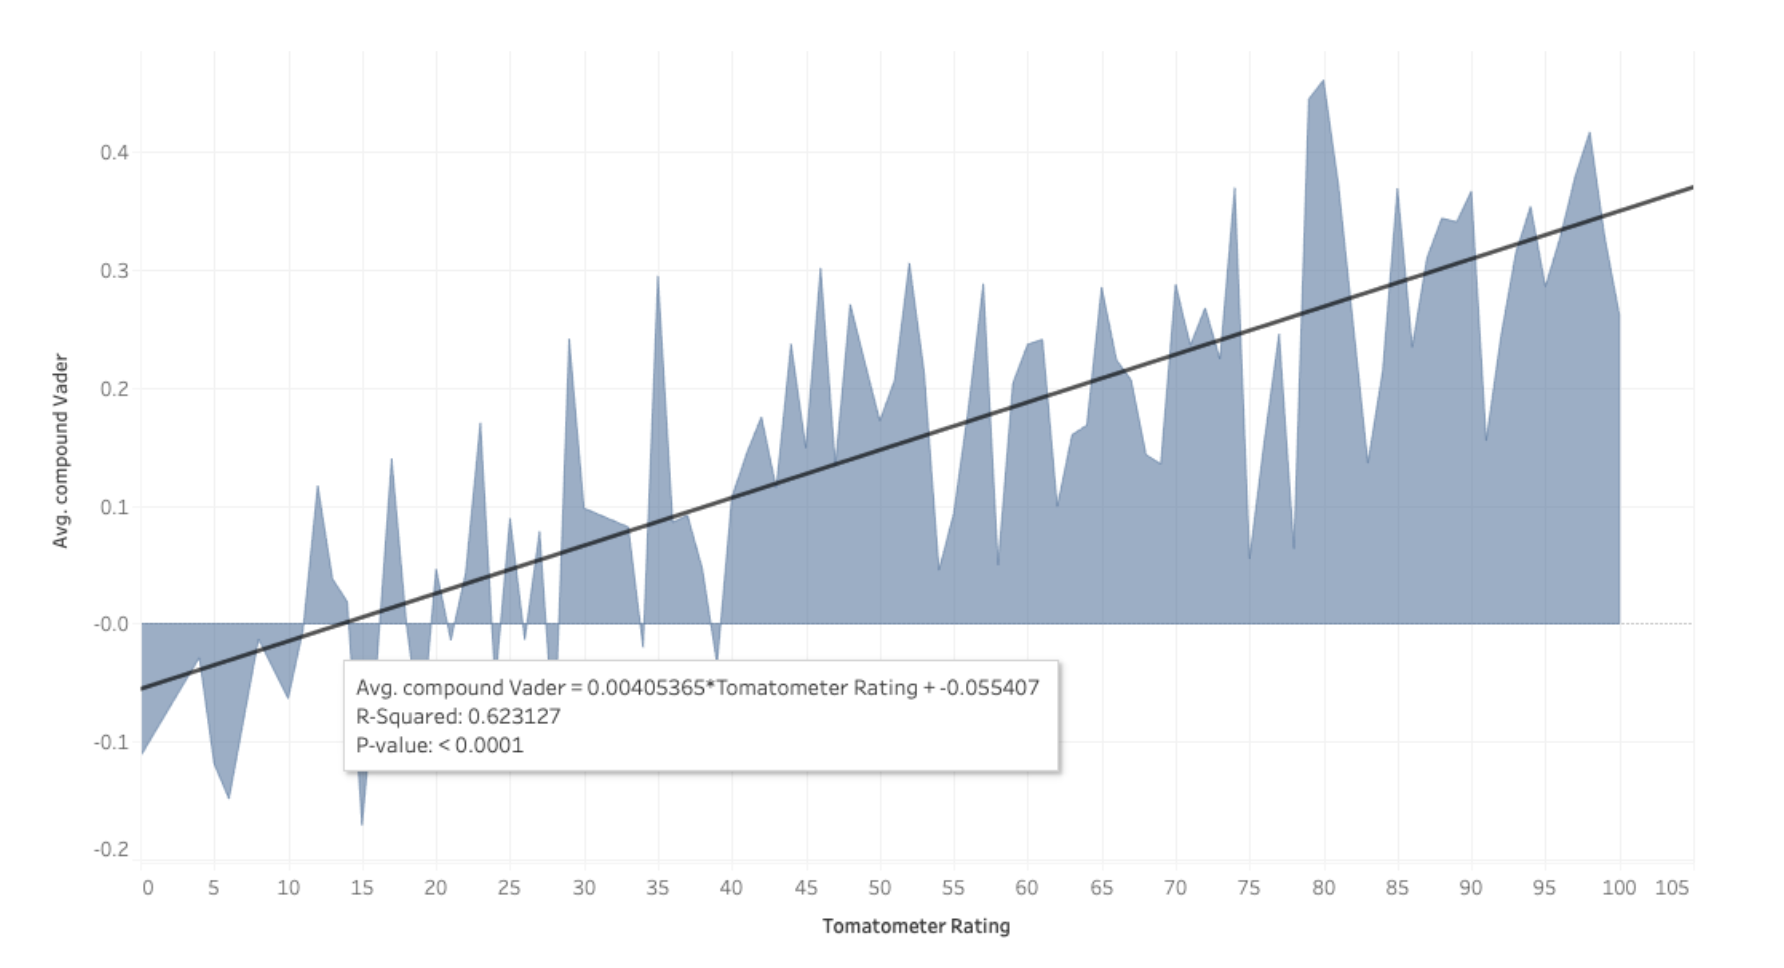 0.4
0.3
Avg. compound Vader
0.2
0.1
-0.0
Avg. compound Vader = 0.00405365*Tomatometer Rating + -0.055407
R-Squared: 0.623127
P-value: < 0.0001
-0.1
-0.2
0 5 10 15 20 25 30 35 40 45 50 55 60 65 70 75 80 85 90 95 100 105
Tomatometer Rating